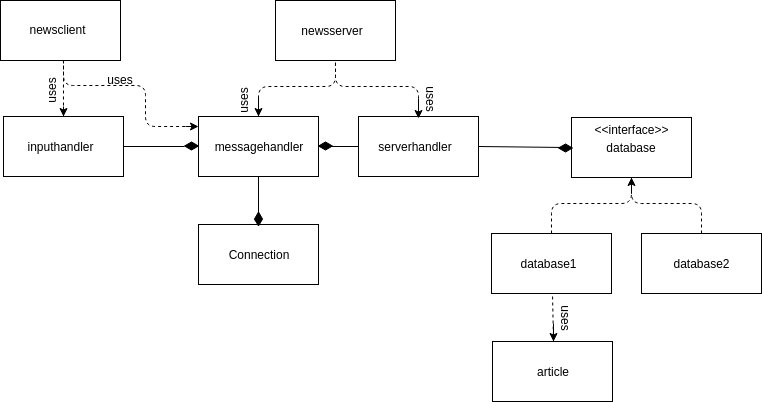 newsclient
newsserver
uses
uses
uses
uses
inputhandler
messagehandler
serverhandler
<<interface>>
database
Connection
database1
database2
uses
article